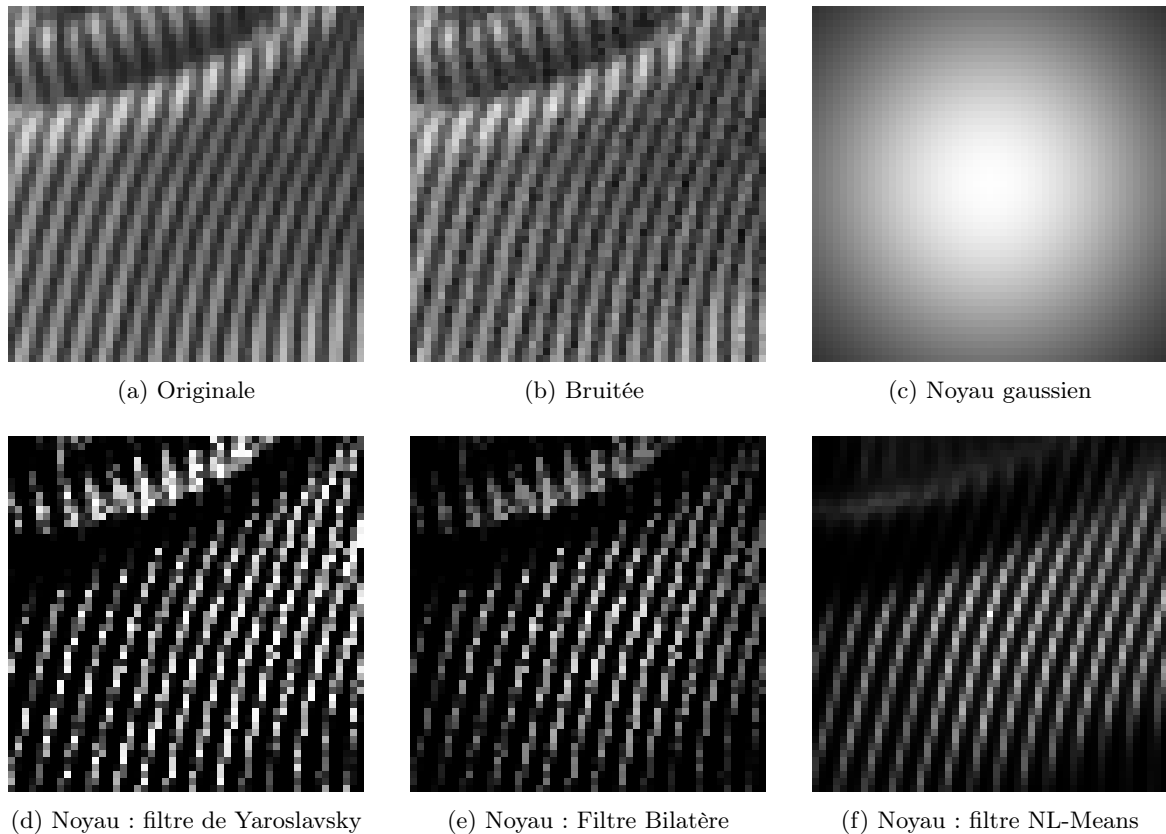 (a) Originale
(b) Bruitée
(c) Noyau gaussien
(d) Noyau : filtre de Yaroslavsky
(e) Noyau : Filtre Bilatère
(f) Noyau : filtre NL-Means